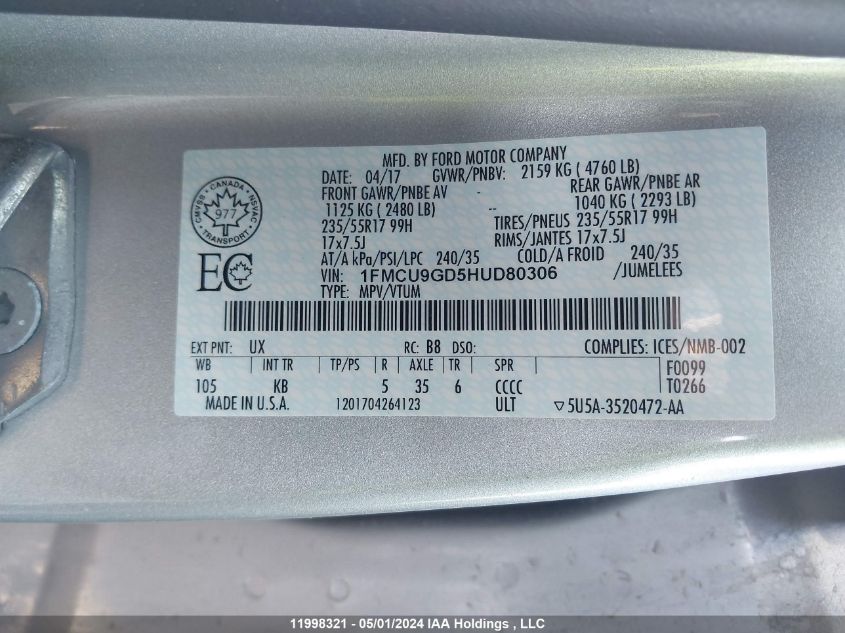 MFD. BY FORD MOTOR COMPANY
DATE: 04/17 GVWR/PNBV: 2159 KG ( 4760 LB)
FRONT GAWR/PNBE AV - REAR GAWR/PNBE AR
1125 KG ( 2480 LB) -- 1040 KG ( 2293 LB)
235/55R17 99H TIRES/PNEUS 235/55R17 99H
17x7.5J RIMS/JANTES 17x7.5J
AT/A kPa/PSI/LPC 240/35 COLD/A FROID 240/35
VIN: 1FMCU9GD5HUD80306 /JUMELEES
TYPE: MPV/VTUM
CANADA
CMVSS NSVAC
977
TRANSPORT
EC
EXT PNT: UX RC: B8 DSO: COMPLIES: ICES/NMB-002
WB INT TR TP/PS R AXLE TR SPR F0099
105 KB 5 35 6 CCCC T0266
MADE IN U.S.A. 1201704264123 ULT ▽5U5A-3520472-AA
11998321 - 05/01/2024 IAA Holdings , LLC